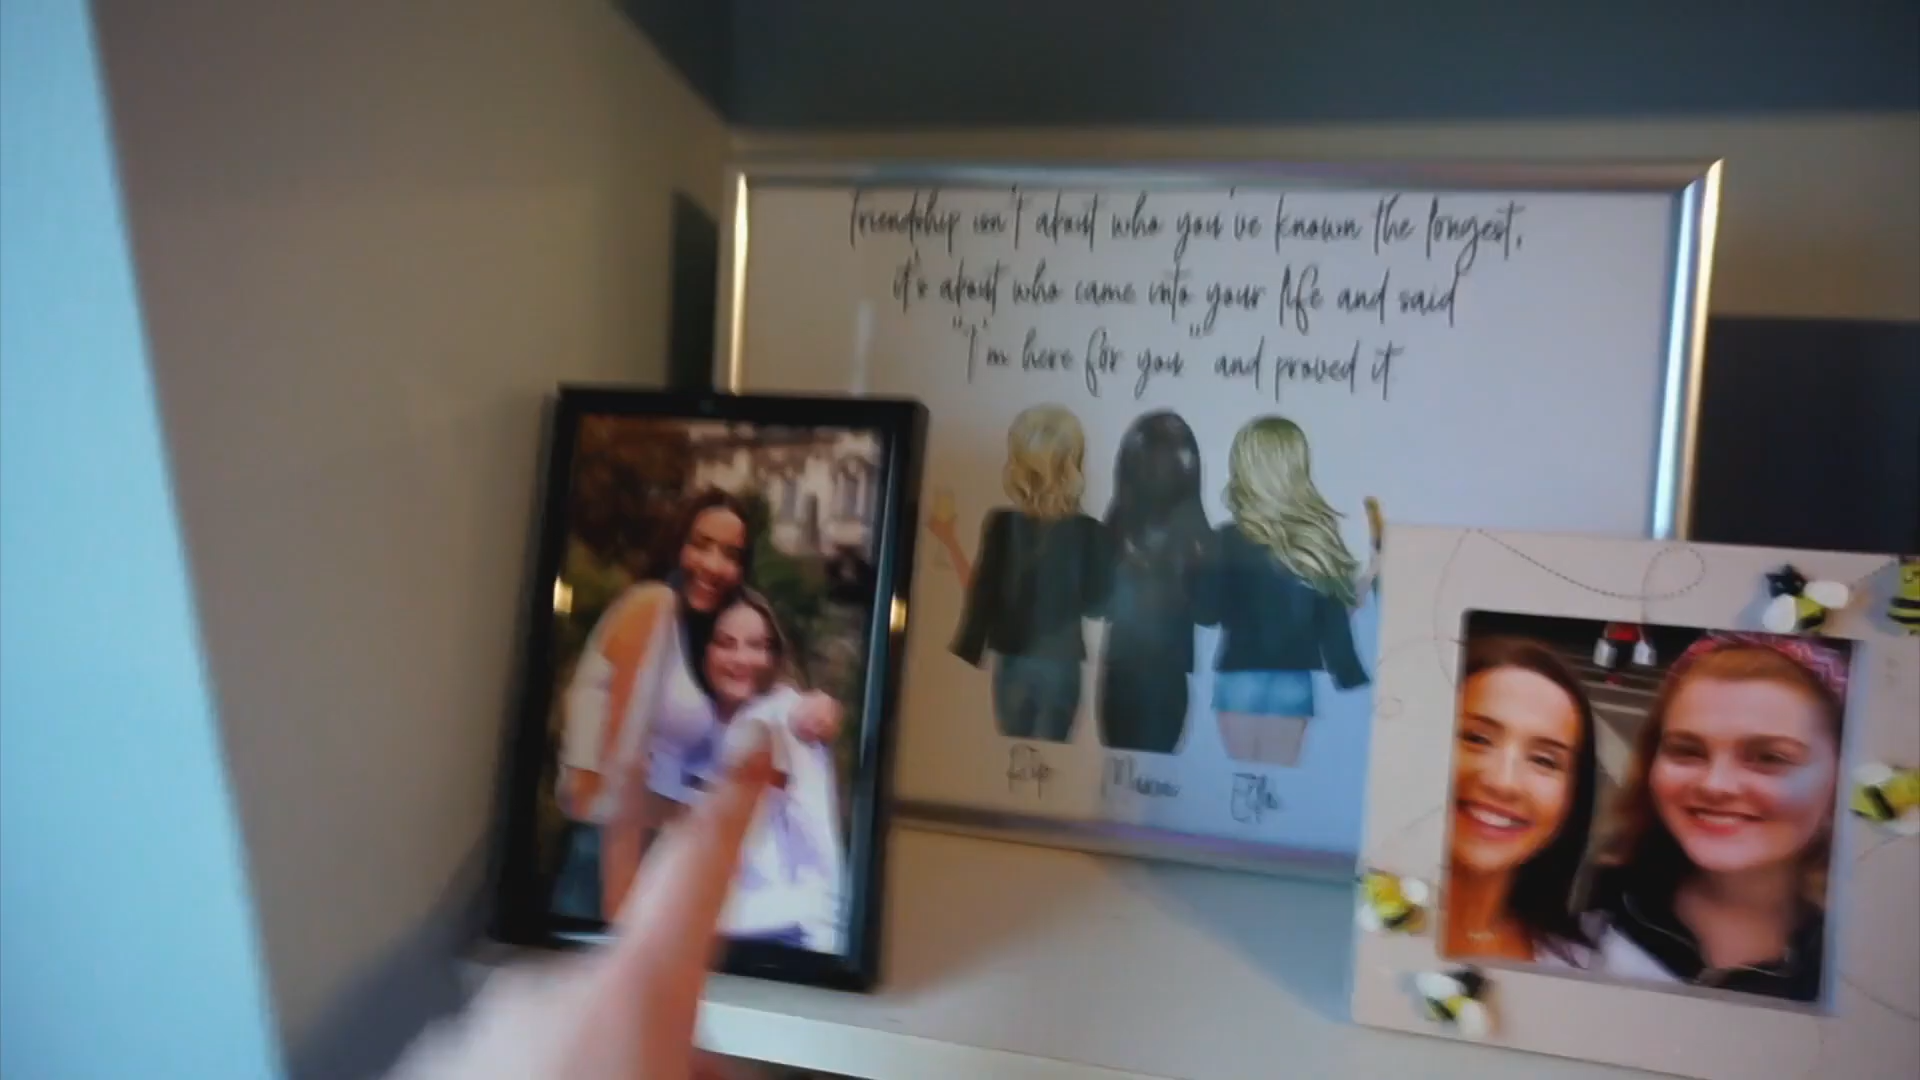 friendship isn't about who you've known the longest,
it's about who came into your life and said
"I'm here for you" and proved it
Ella